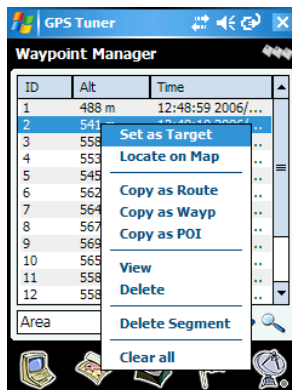 GPS Tuner
Waypoint Manager
ID Alt Time
1 488 m 12:48:59 2006/...
2 541 m
3 558
4 553
5 545
6 562
7 564
8 567
9 569
10 565
11 558
12 558
Set as Target
Locate on Map
Copy as Route
Copy as Wayp
Copy as POI
View
Delete
Delete Segment
Clear all
Area